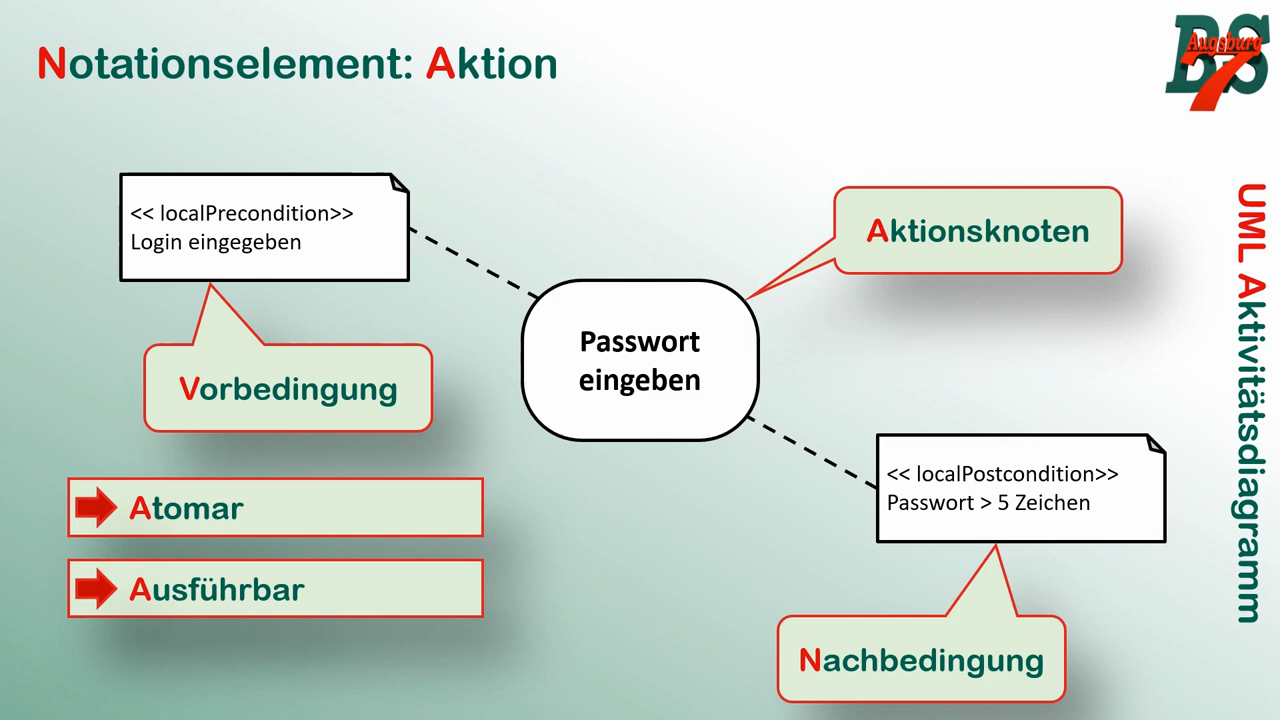 Notationselement: Aktion
BS
Augsburg
7
<< localPrecondition>>
Login eingegeben
Aktionsknoten
Vorbedingung
Passwort
eingeben
<< localPostcondition>>
Passwort > 5 Zeichen
Atomar
Ausführbar
Nachbedingung
UML Aktivitätsdiagramm